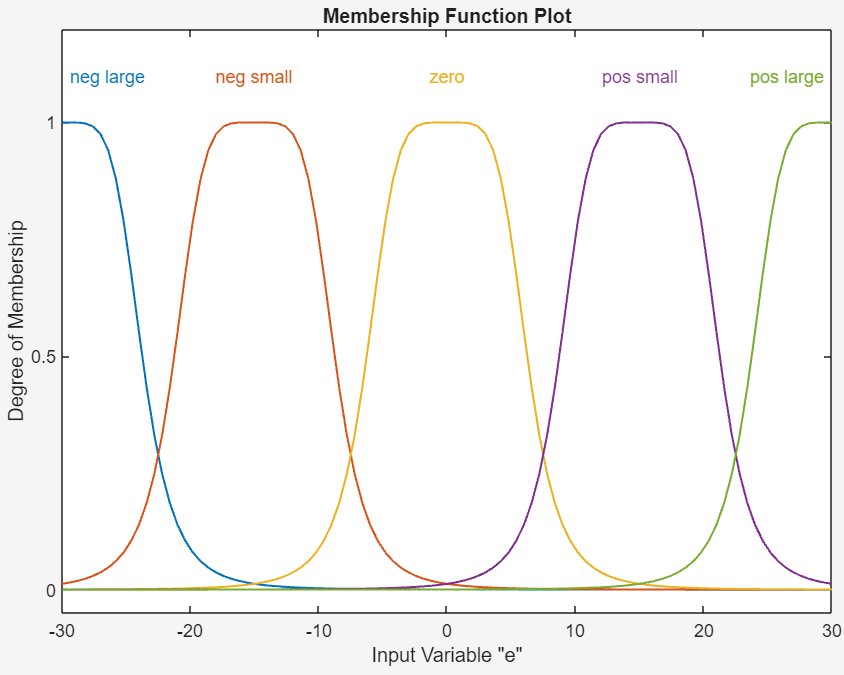 Membership Function Plot
neg large neg small zero pos small pos large
1
0.5
0
Degree of Membership
-30 -20 -10 0 10 20 30
Input Variable "e"